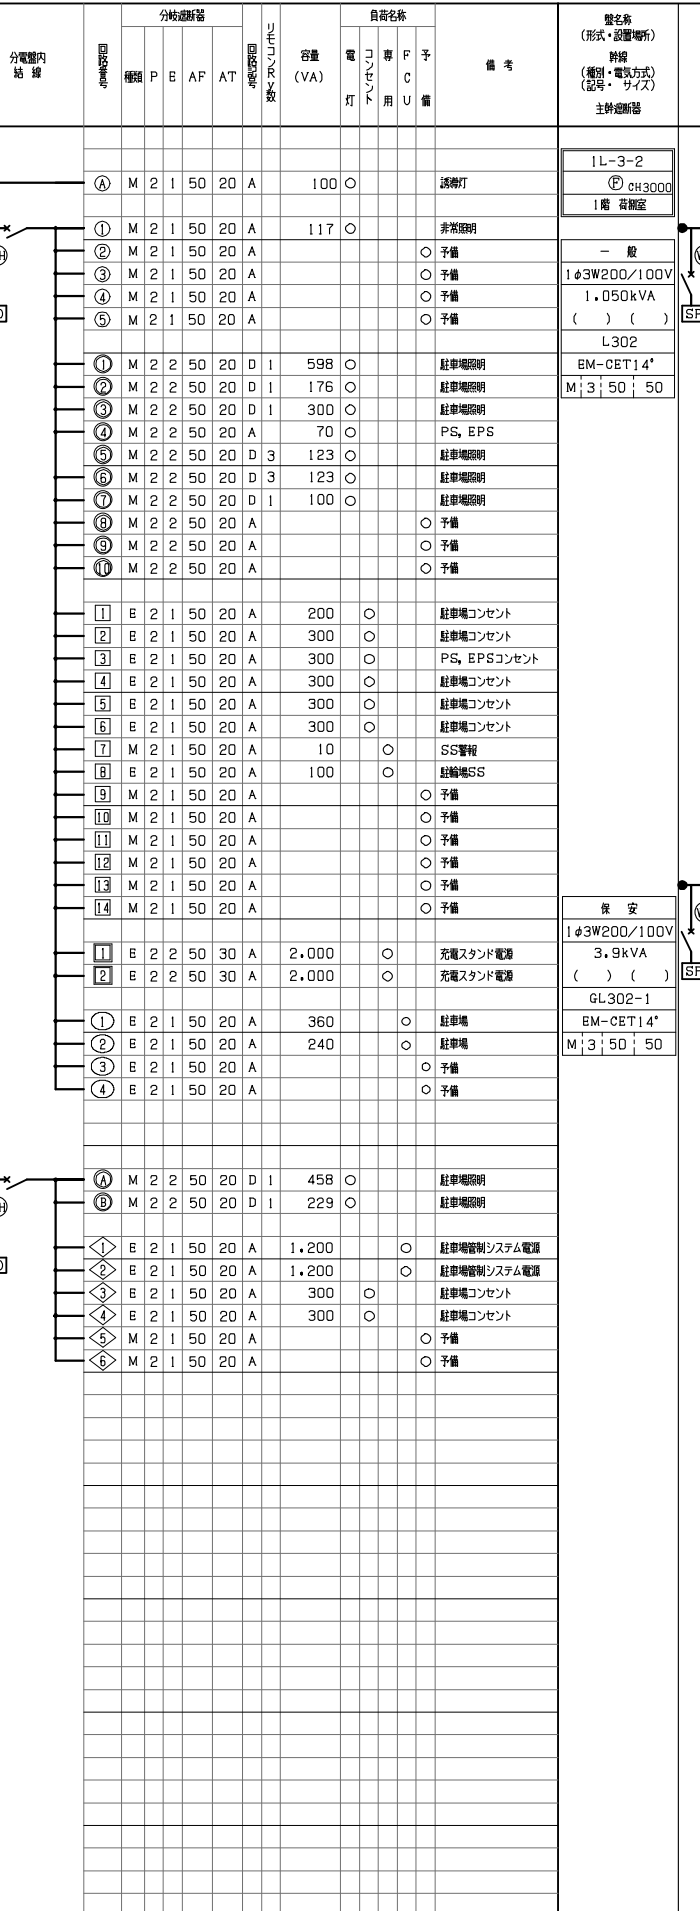 分電盤内
結 線
回路番号
分岐遮断器
種類 P E AF AT
回路記号
リモコンRy数
容量
(VA)
負荷名称
電灯 コンセント 専用 FCU 予備
備 考
盤名称
(形式・設置場所)
幹線
(種別・電気方式)
(記号・ サイズ)
主幹遮断器
A M 2 1 50 20 A 100 ○ 誘導灯
1 M 2 1 50 20 A 117 ○ 非常照明
2 M 2 1 50 20 A ○ 予備
3 M 2 1 50 20 A ○ 予備
4 M 2 1 50 20 A ○ 予備
5 M 2 1 50 20 A ○ 予備
1 M 2 2 50 20 D 1 598 ○ 駐車場照明
2 M 2 2 50 20 D 1 176 ○ 駐車場照明
3 M 2 2 50 20 D 1 300 ○ 駐車場照明
4 M 2 2 50 20 A 70 ○ PS, EPS
5 M 2 2 50 20 D 3 123 ○ 駐車場照明
6 M 2 2 50 20 D 3 123 ○ 駐車場照明
7 M 2 2 50 20 D 1 100 ○ 駐車場照明
8 M 2 2 50 20 A ○ 予備
9 M 2 2 50 20 A ○ 予備
10 M 2 2 50 20 A ○ 予備
1 E 2 1 50 20 A 200 ○ 駐車場コンセント
2 E 2 1 50 20 A 300 ○ 駐車場コンセント
3 E 2 1 50 20 A 300 ○ PS, EPSコンセント
4 E 2 1 50 20 A 300 ○ 駐車場コンセント
5 E 2 1 50 20 A 300 ○ 駐車場コンセント
6 E 2 1 50 20 A 300 ○ 駐車場コンセント
7 M 2 1 50 20 A 10 ○ SS警報
8 E 2 1 50 20 A 100 ○ 駐輪場SS
9 M 2 1 50 20 A ○ 予備
10 M 2 1 50 20 A ○ 予備
11 M 2 1 50 20 A ○ 予備
12 M 2 1 50 20 A ○ 予備
13 M 2 1 50 20 A ○ 予備
14 M 2 1 50 20 A ○ 予備
1 E 2 2 50 30 A 2.000 ○ 充電スタンド電源
2 E 2 2 50 30 A 2.000 ○ 充電スタンド電源
1 E 2 1 50 20 A 360 ○ 駐車場
2 E 2 1 50 20 A 240 ○ 駐車場
3 E 2 1 50 20 A ○ 予備
4 E 2 1 50 20 A ○ 予備
A M 2 2 50 20 D 1 458 ○ 駐車場照明
B M 2 2 50 20 D 1 229 ○ 駐車場照明
1 E 2 1 50 20 A 1.200 ○ 駐車場管制システム電源
2 E 2 1 50 20 A 1.200 ○ 駐車場管制システム電源
3 E 2 1 50 20 A 300 ○ 駐車場コンセント
4 E 2 1 50 20 A 300 ○ 駐車場コンセント
5 M 2 1 50 20 A ○ 予備
6 M 2 1 50 20 A ○ 予備
1L-3-2
F CH3000
1階 荷捌室
一 般
1φ3W200/100V
1.050kVA
( ) ( )
L302
EM-CET14°
M 3 50 50
保 安
1φ3W200/100V
3.9kVA
( ) ( )
GL302-1
EM-CET14°
M 3 50 50